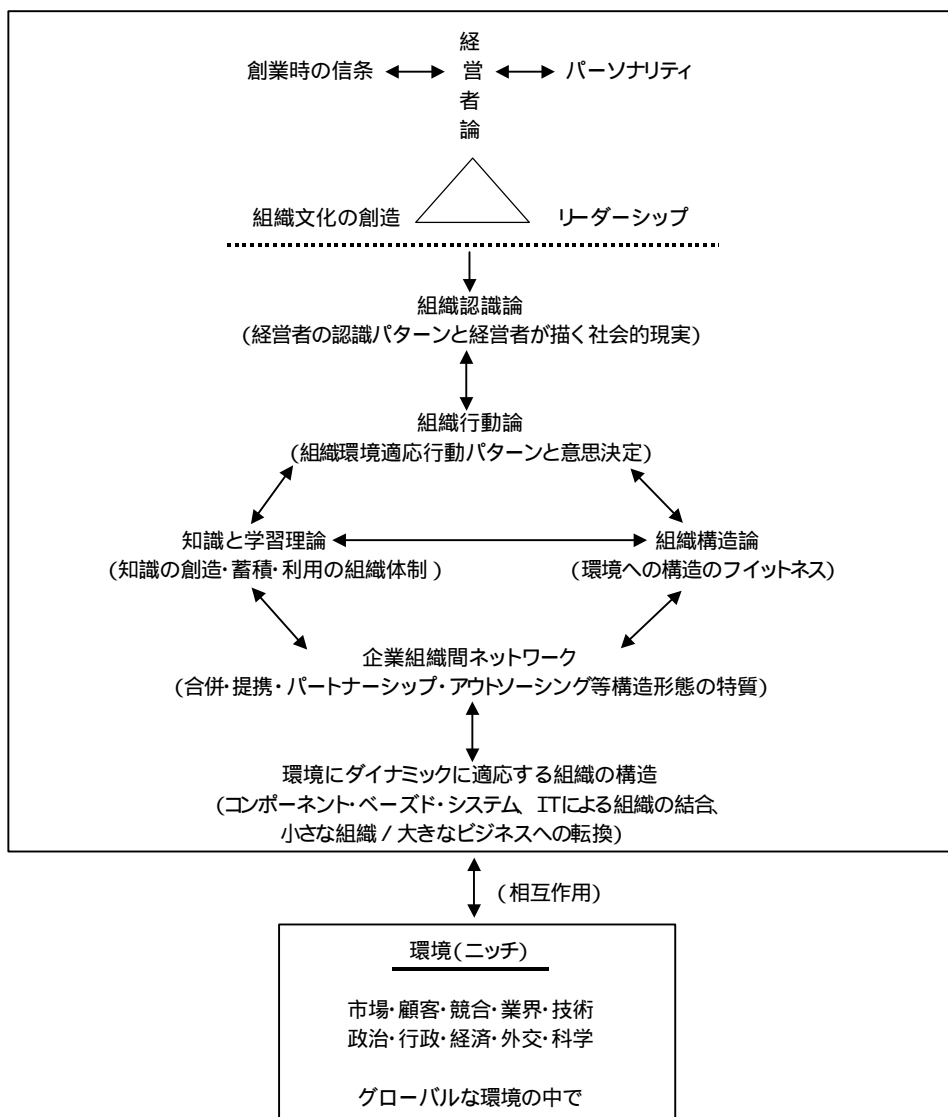 経営者論
創業時の信条
パーソナリティ
組織文化の創造
リーダーシップ
組織認識論
(経営者の認識パターンと経営者が描く社会的現実)
組織行動論
(組織環境適応行動パターンと意思決定)
知識と学習理論
(知識の創造・蓄積・利用の組織体制)
組織構造論
(環境への構造のフイットネス)
企業組織間ネットワーク
(合併・提携・パートナーシップ・アウトソーシング等構造形態の特質)
環境にダイナミックに適応する組織の構造
(コンポーネント・ベーズド・システム、ITによる組織の結合、
小さな組織/大きなビジネスへの転換)
(相互作用)
環境(ニッチ)
市場・顧客・競合・業界・技術
政治・行政・経済・外交・科学
グローバルな環境の中で